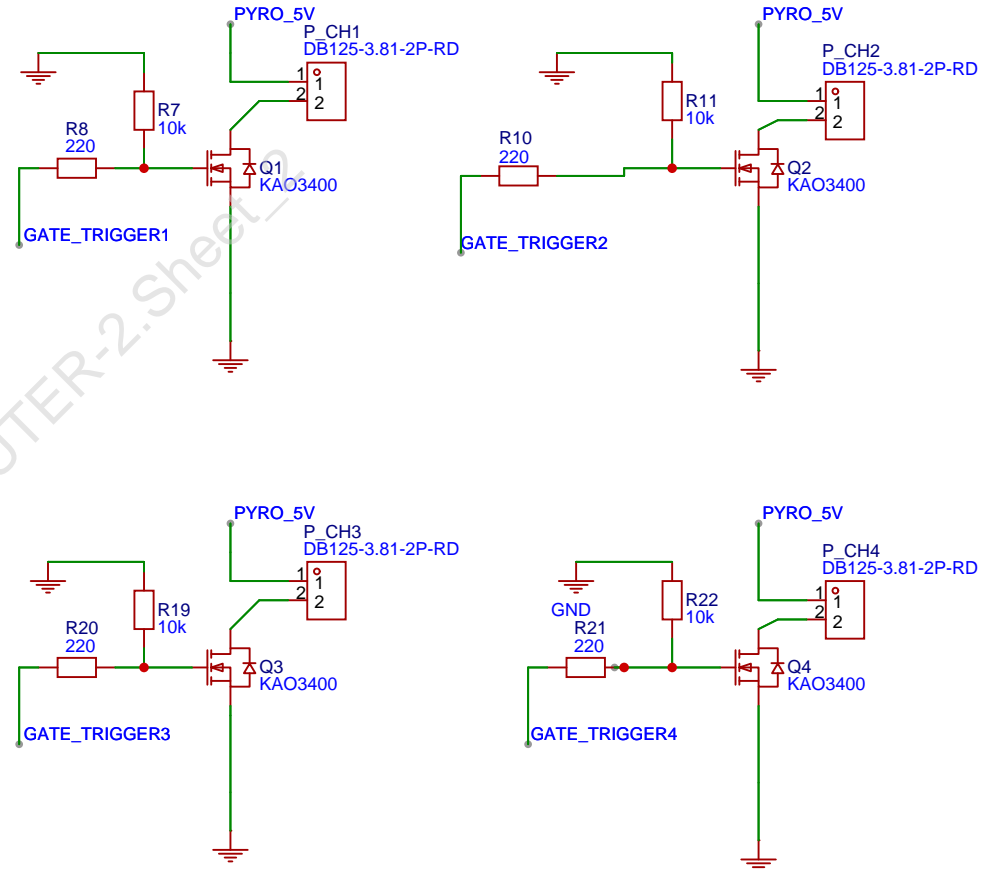 PYRO_5V
P_CH1
DB125-3.81-2P-RD
1
1
2
2
R7
10k
R8
220
Q1
KAO3400
GATE_TRIGGER1
PYRO_5V
P_CH2
DB125-3.81-2P-RD
1
1
2
2
R11
10k
R10
220
Q2
KAO3400
GATE_TRIGGER2
UTER-2.Sheet_2
PYRO_5V
P_CH3
DB125-3.81-2P-RD
1
1
2
2
R19
10k
R20
220
Q3
KAO3400
GATE_TRIGGER3
PYRO_5V
P_CH4
DB125-3.81-2P-RD
1
1
2
2
R22
10k
GND
R21
220
Q4
KAO3400
GATE_TRIGGER4